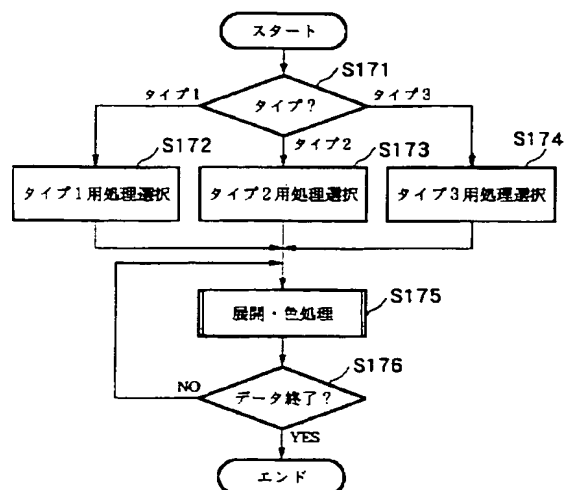 スタート
S171
タイプ1
タイプ?
タイプ3
タイプ2
S172
S173
S174
タイプ1用処理選択
タイプ2用処理選択
タイプ3用処理選択
S175
展開・色処理
S176
NO
データ終了?
YES
エンド